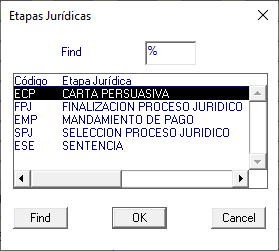 Etapas Jurídicas
Find %
Código Etapa Jurídica
ECP CARTA PERSUASIVA
FPJ FINALIZACION PROCESO JURIDICO
EMP MANDAMIENTO DE PAGO
SPJ SELECCION PROCESO JURIDICO
ESE SENTENCIA
Find OK Cancel